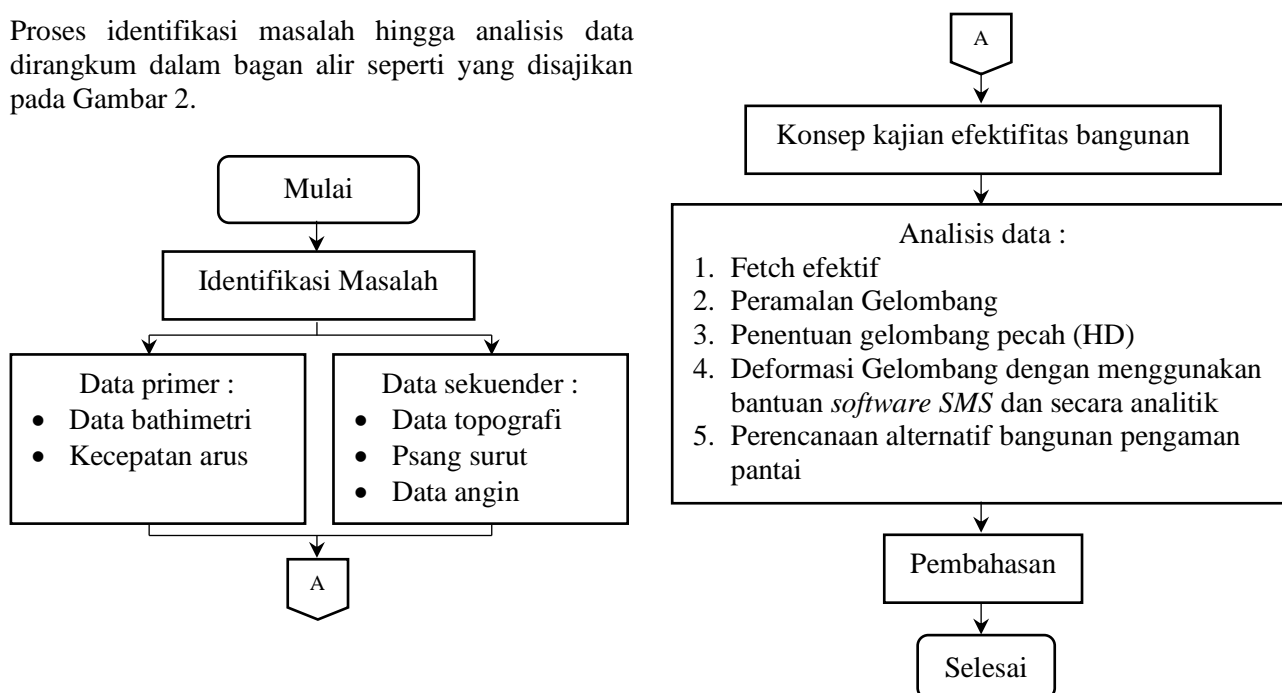 Proses identifikasi masalah hingga analisis data
dirangkum dalam bagan alir seperti yang disajikan
pada Gambar 2.
Mulai
Identifikasi Masalah
Data primer :
• Data bathimetri
• Kecepatan arus
Data sekuender :
• Data topografi
• Psang surut
• Data angin
A
A
Konsep kajian efektifitas bangunan
Analisis data :
1. Fetch efektif
2. Peramalan Gelombang
3. Penentuan gelombang pecah (HD)
4. Deformasi Gelombang dengan menggunakan
bantuan software SMS dan secara analitik
5. Perencanaan alternatif bangunan pengaman
pantai
Pembahasan
Selesai